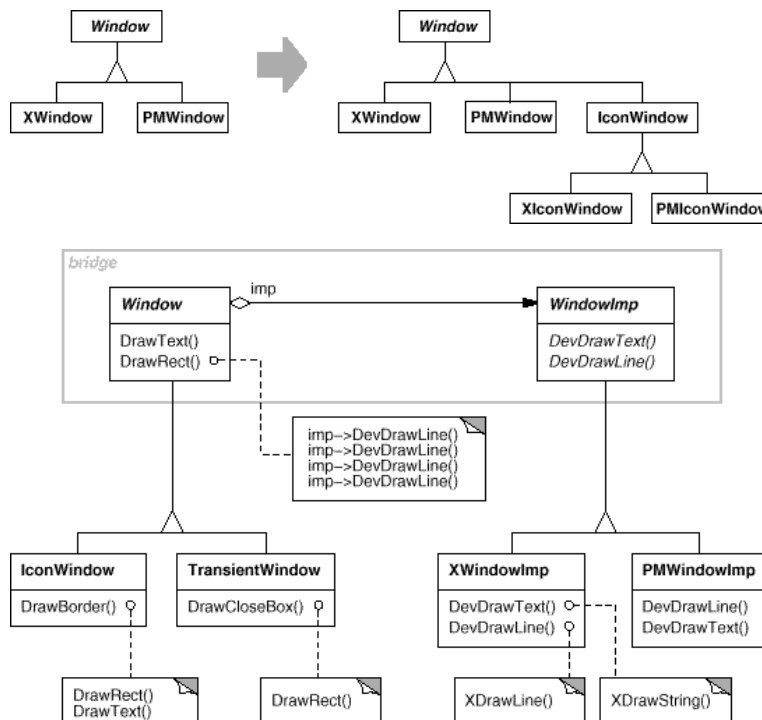 Window
Window
XWindow
PMWindow
XWindow
PMWindow
IconWindow
XIconWindow
PMIconWindow
bridge
imp
Window
WindowImp
DrawText()
DrawRect()
DevDrawText()
DevDrawLine()
imp->DevDrawLine()
imp->DevDrawLine()
imp->DevDrawLine()
imp->DevDrawLine()
IconWindow
DrawBorder()
TransientWindow
DrawCloseBox()
XWindowImp
DevDrawText()
DevDrawLine()
PMWindowImp
DevDrawLine()
DevDrawText()
DrawRect()
DrawText()
DrawRect()
XDrawLine()
XDrawString()